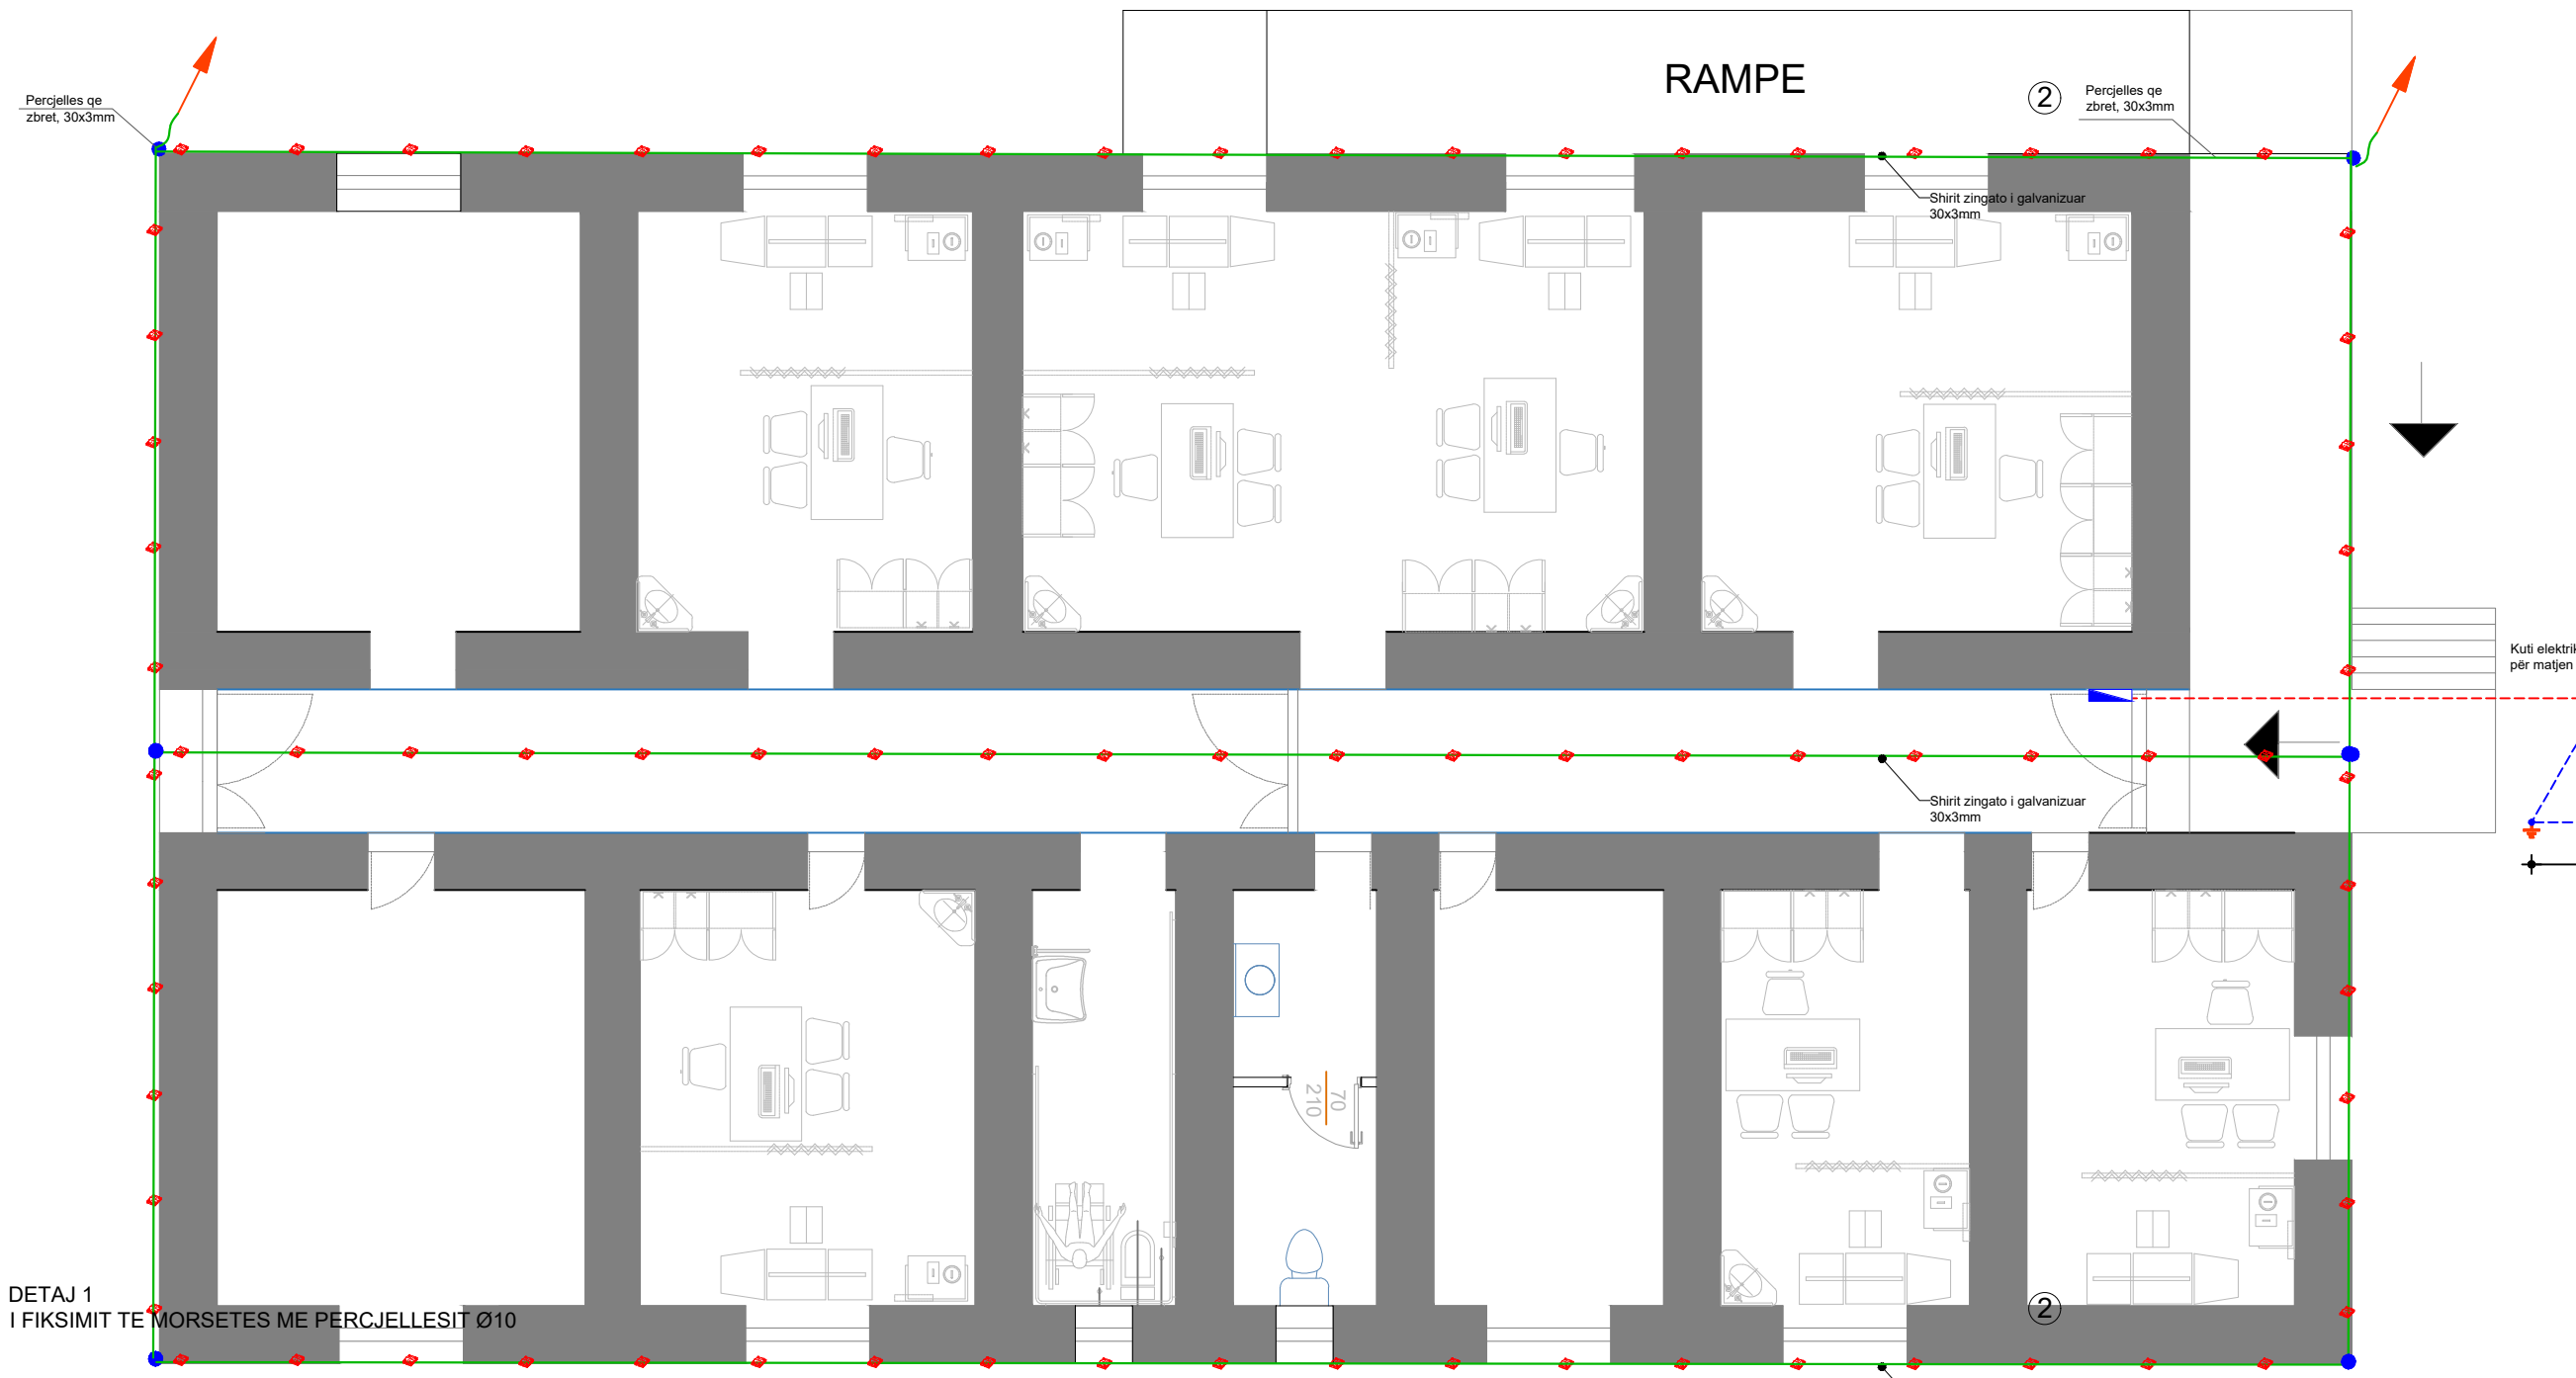 RAMPE
Percjelles qe
zbret, 30x3mm
2
Percjelles qe
zbret, 30x3mm
Shirit zingato i galvanizuar
30x3mm
Kuti elektrik
për matjen
Shirit zingato i galvanizuar
30x3mm
70
210
DETAJ 1
I FIKSIMIT TE MORSETES ME PERCJELLESIT Ø10
2